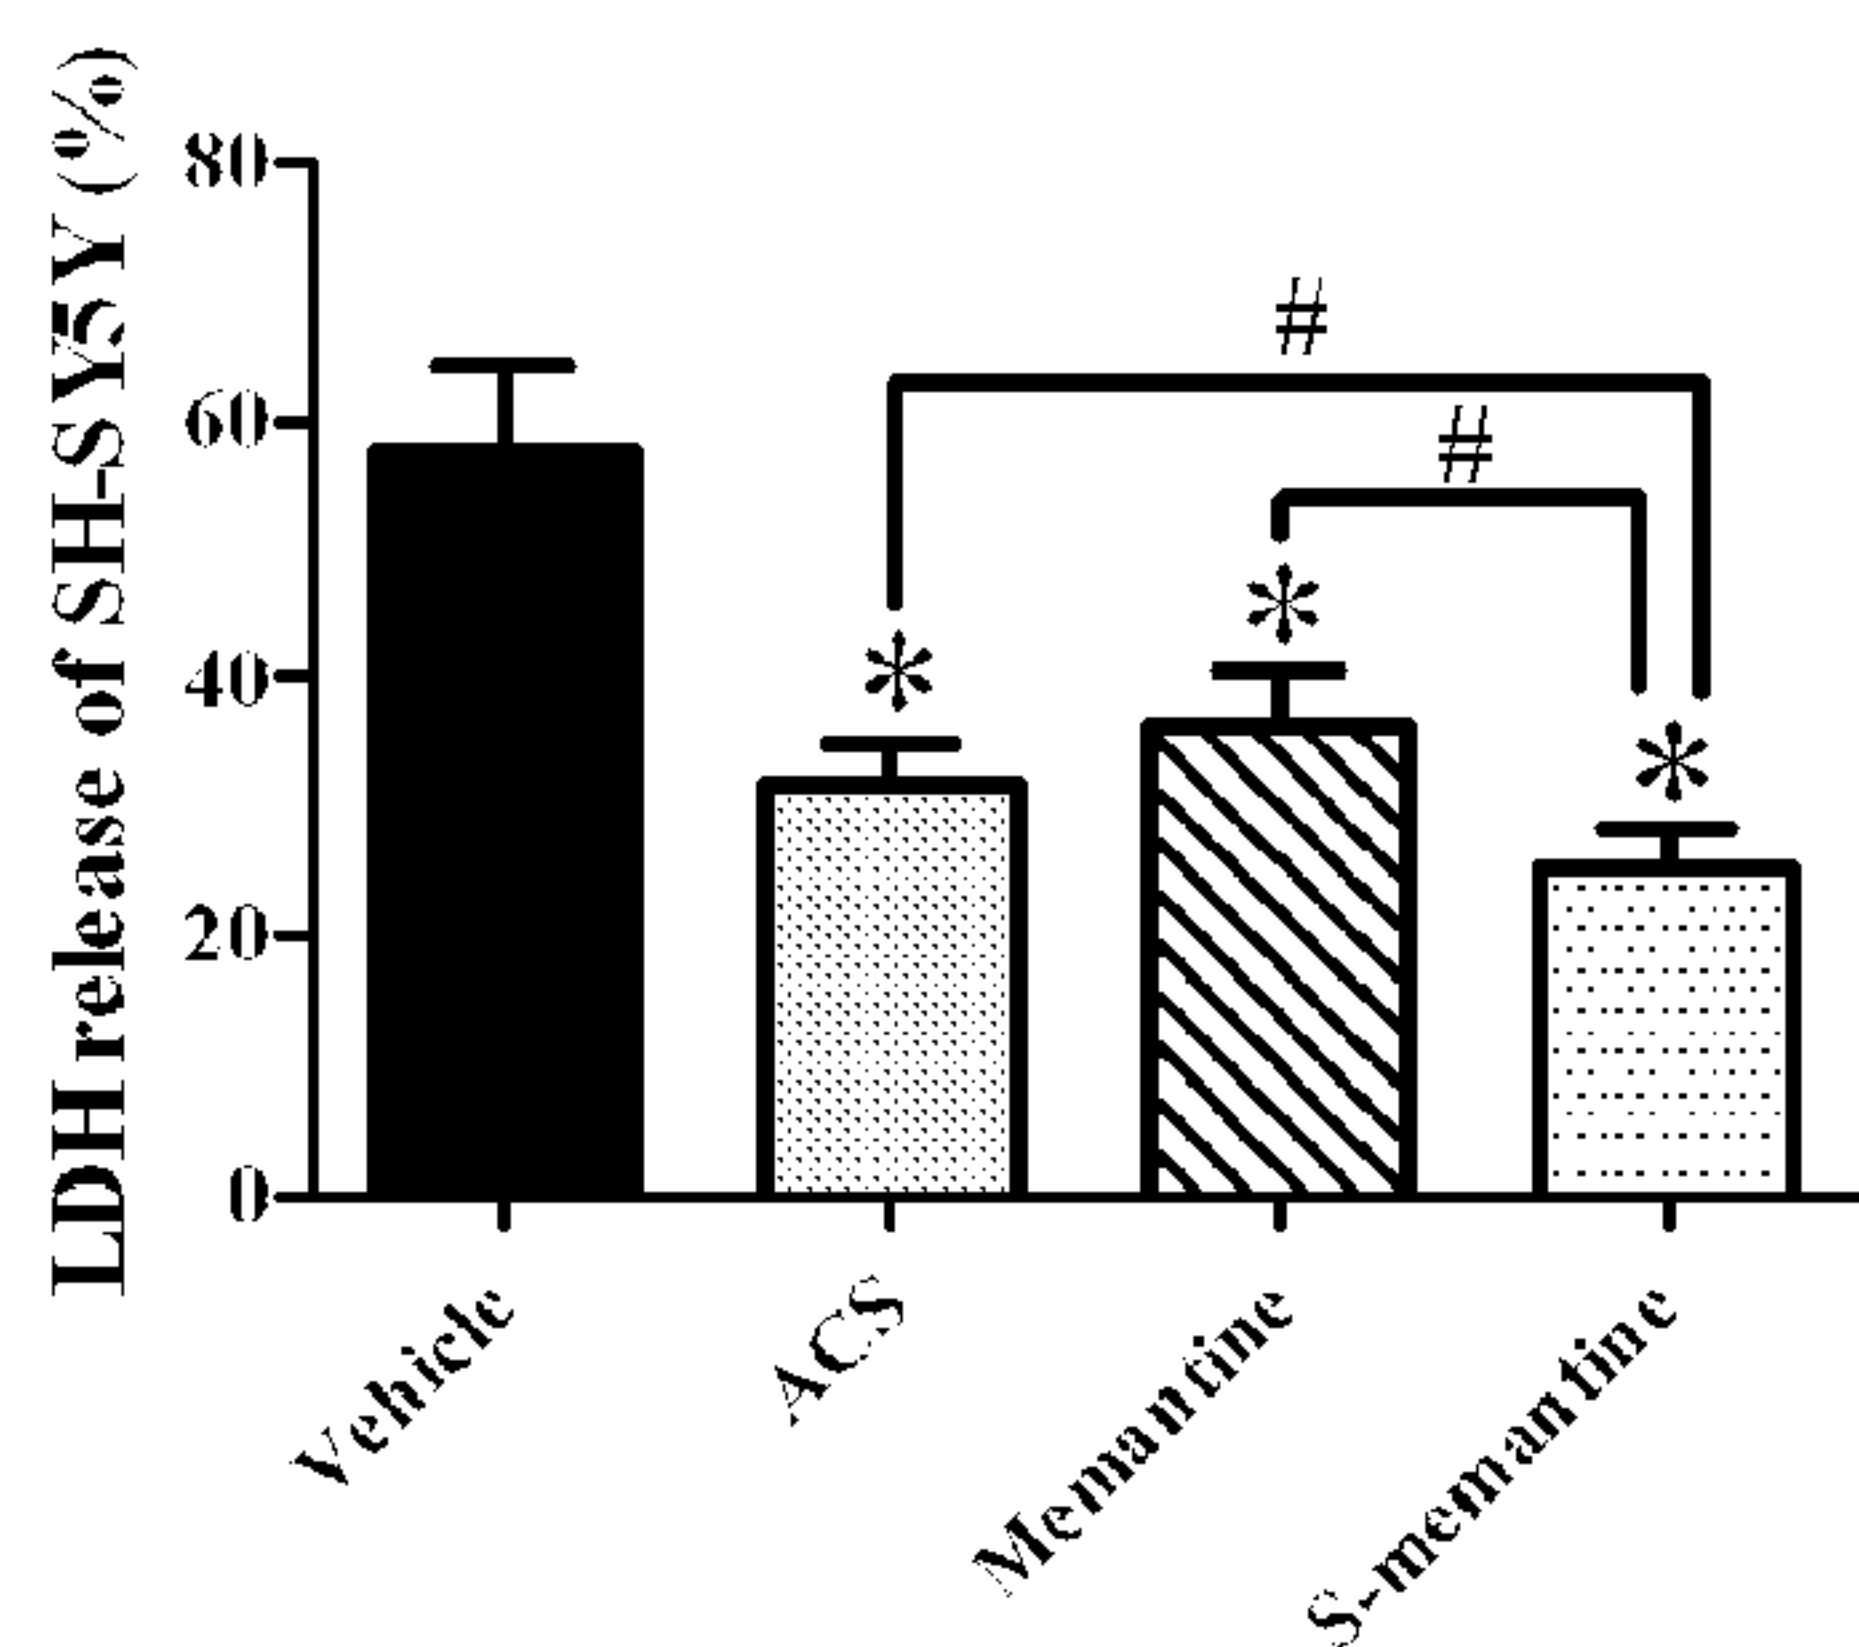 LDH release of SH-SY5Y (%)
80
60
40
20
0
#
#
*
*
*
Vehicle
ACS
Memantine
S-memantine